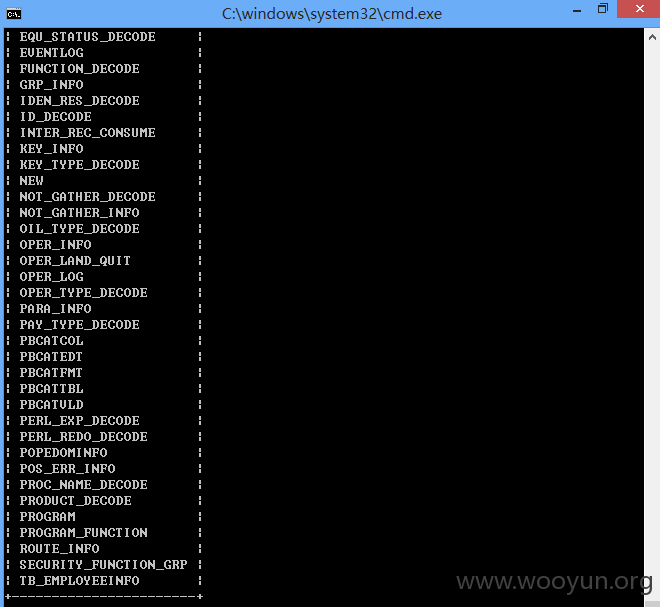 C:\windows\system32\cmd.exe
| EQU_STATUS_DECODE |
| EVENTLOG |
| FUNCTION_DECODE |
| GRP_INFO |
| IDEN_RES_DECODE |
| ID_DECODE |
| INTER_REC_CONSUME |
| KEY_INFO |
| KEY_TYPE_DECODE |
| NEW |
| NOT_GATHER_DECODE |
| NOT_GATHER_INFO |
| OIL_TYPE_DECODE |
| OPER_INFO |
| OPER_LAND_QUIT |
| OPER_LOG |
| OPER_TYPE_DECODE |
| PARA_INFO |
| PAY_TYPE_DECODE |
| PBCATCOL |
| PBCATEDT |
| PBCATFMT |
| PBCATTBL |
| PBCATVLD |
| PERL_EXP_DECODE |
| PERL_REDO_DECODE |
| POPEDOMINFO |
| POS_ERR_INFO |
| PROC_NAME_DECODE |
| PRODUCT_DECODE |
| PROGRAM |
| PROGRAM_FUNCTION |
| ROUTE_INFO |
| SECURITY_FUNCTION_GRP |
| TB_EMPLOYEEINFO |
+-----------------------+
www.wooyun.org